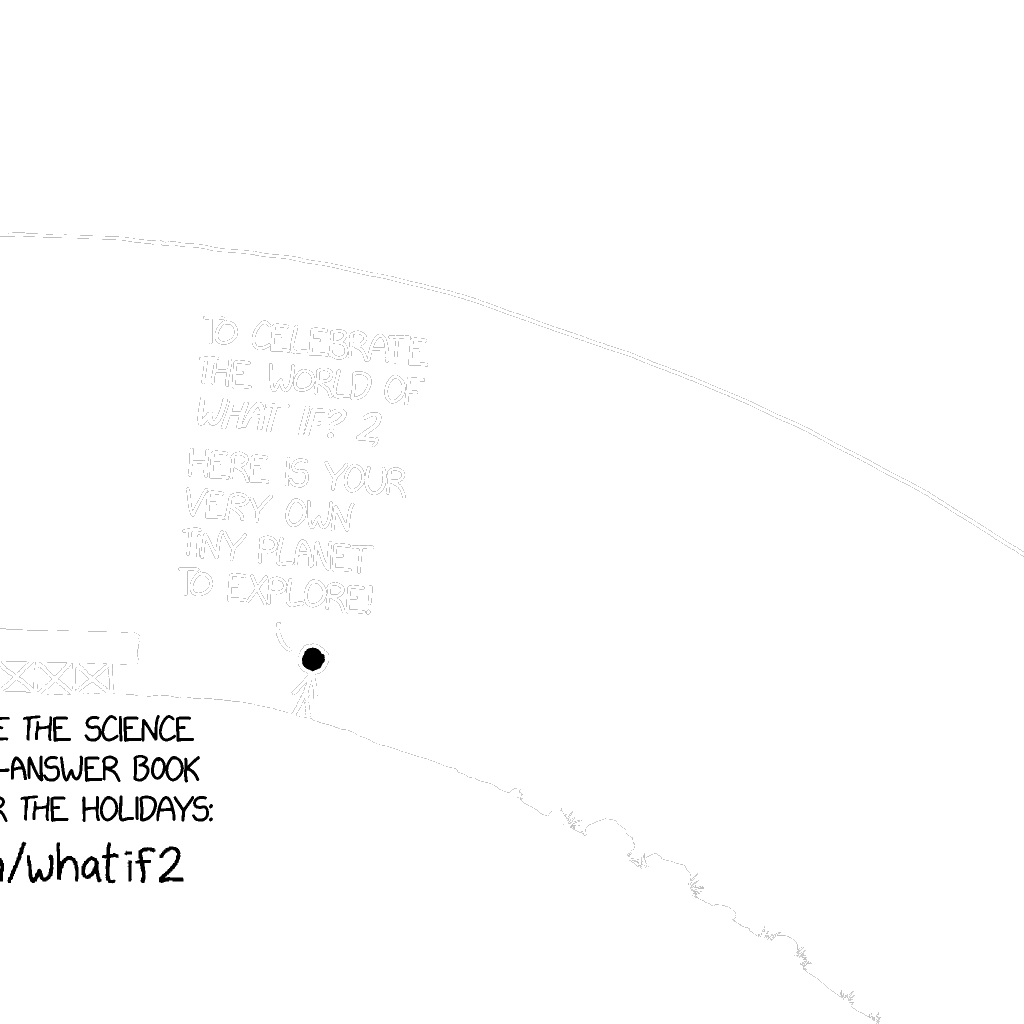 TO CELEBRATE
THE WORLD OF
WHAT IF? 2,
HERE IS YOUR
VERY OWN
TINY PLANET
TO EXPLORE!
THE SCIENCE
-ANSWER BOOK
THE HOLIDAYS:
/whatif2